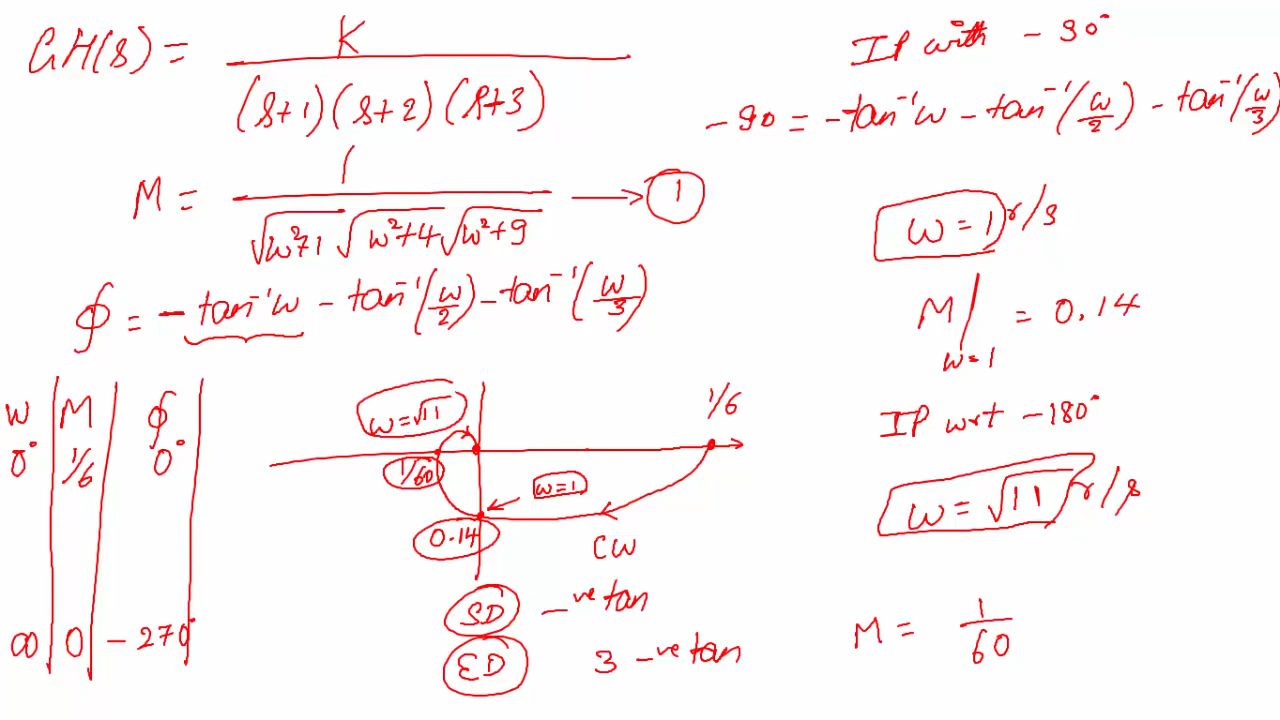 GH(s) = K / (s+1)(s+2)(s+3)
M = 1 / √ω²+1 √ω²+4 √ω²+9 → ①
ϕ = -tan⁻¹ω - tan⁻¹(ω/2) - tan⁻¹(ω/3)
ω M ϕ
0° 1/6 0°
∞ 0 -270°
ω=√11
1/6
1/60
ω=1
0.14
CW
SD -ve tan
ED 3 -ve tan
IP with -90°
-90 = -tan⁻¹ω - tan⁻¹(ω/2) - tan⁻¹(ω/3)
ω = 1 r/s
M|ω=1 = 0.14
IP wrt -180°
ω = √11 r/s
M = 1/60